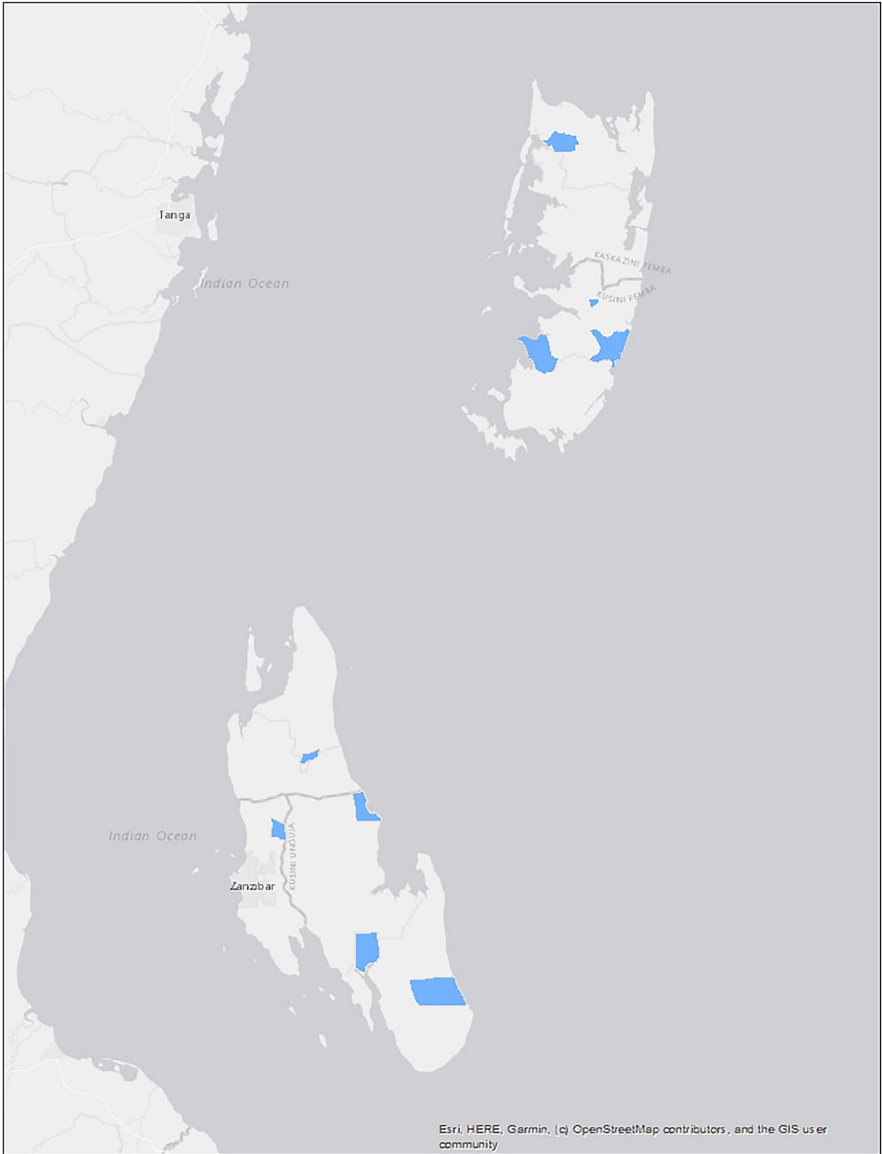 Tanga
Indian Ocean
KASKAZINI PEMBA
KUSINI PEMBA
Indian Ocean
KUSINI UNGUJA
Zanzibar
Esri, HERE, Garmin, (c) OpenStreetMap contributors, and the GIS user
community